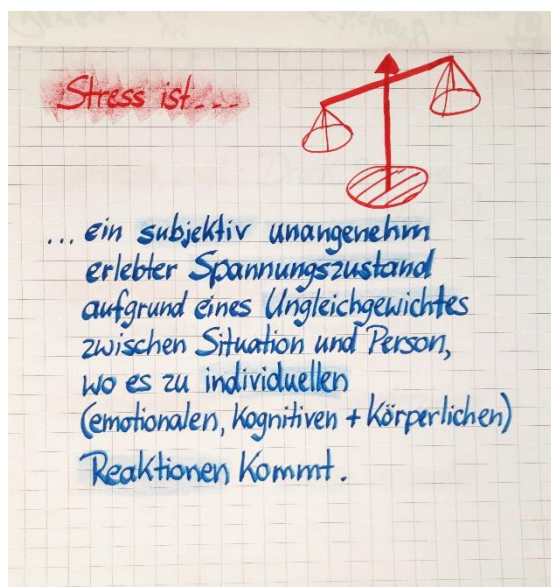 Stress ist...
... ein subjektiv unangenehm
erlebter Spannungszustand
aufgrund eines Ungleichgewichtes
zwischen Situation und Person,
wo es zu individuellen
(emotionalen, Kognitiven + Körperlichen)
Reaktionen Kommt.